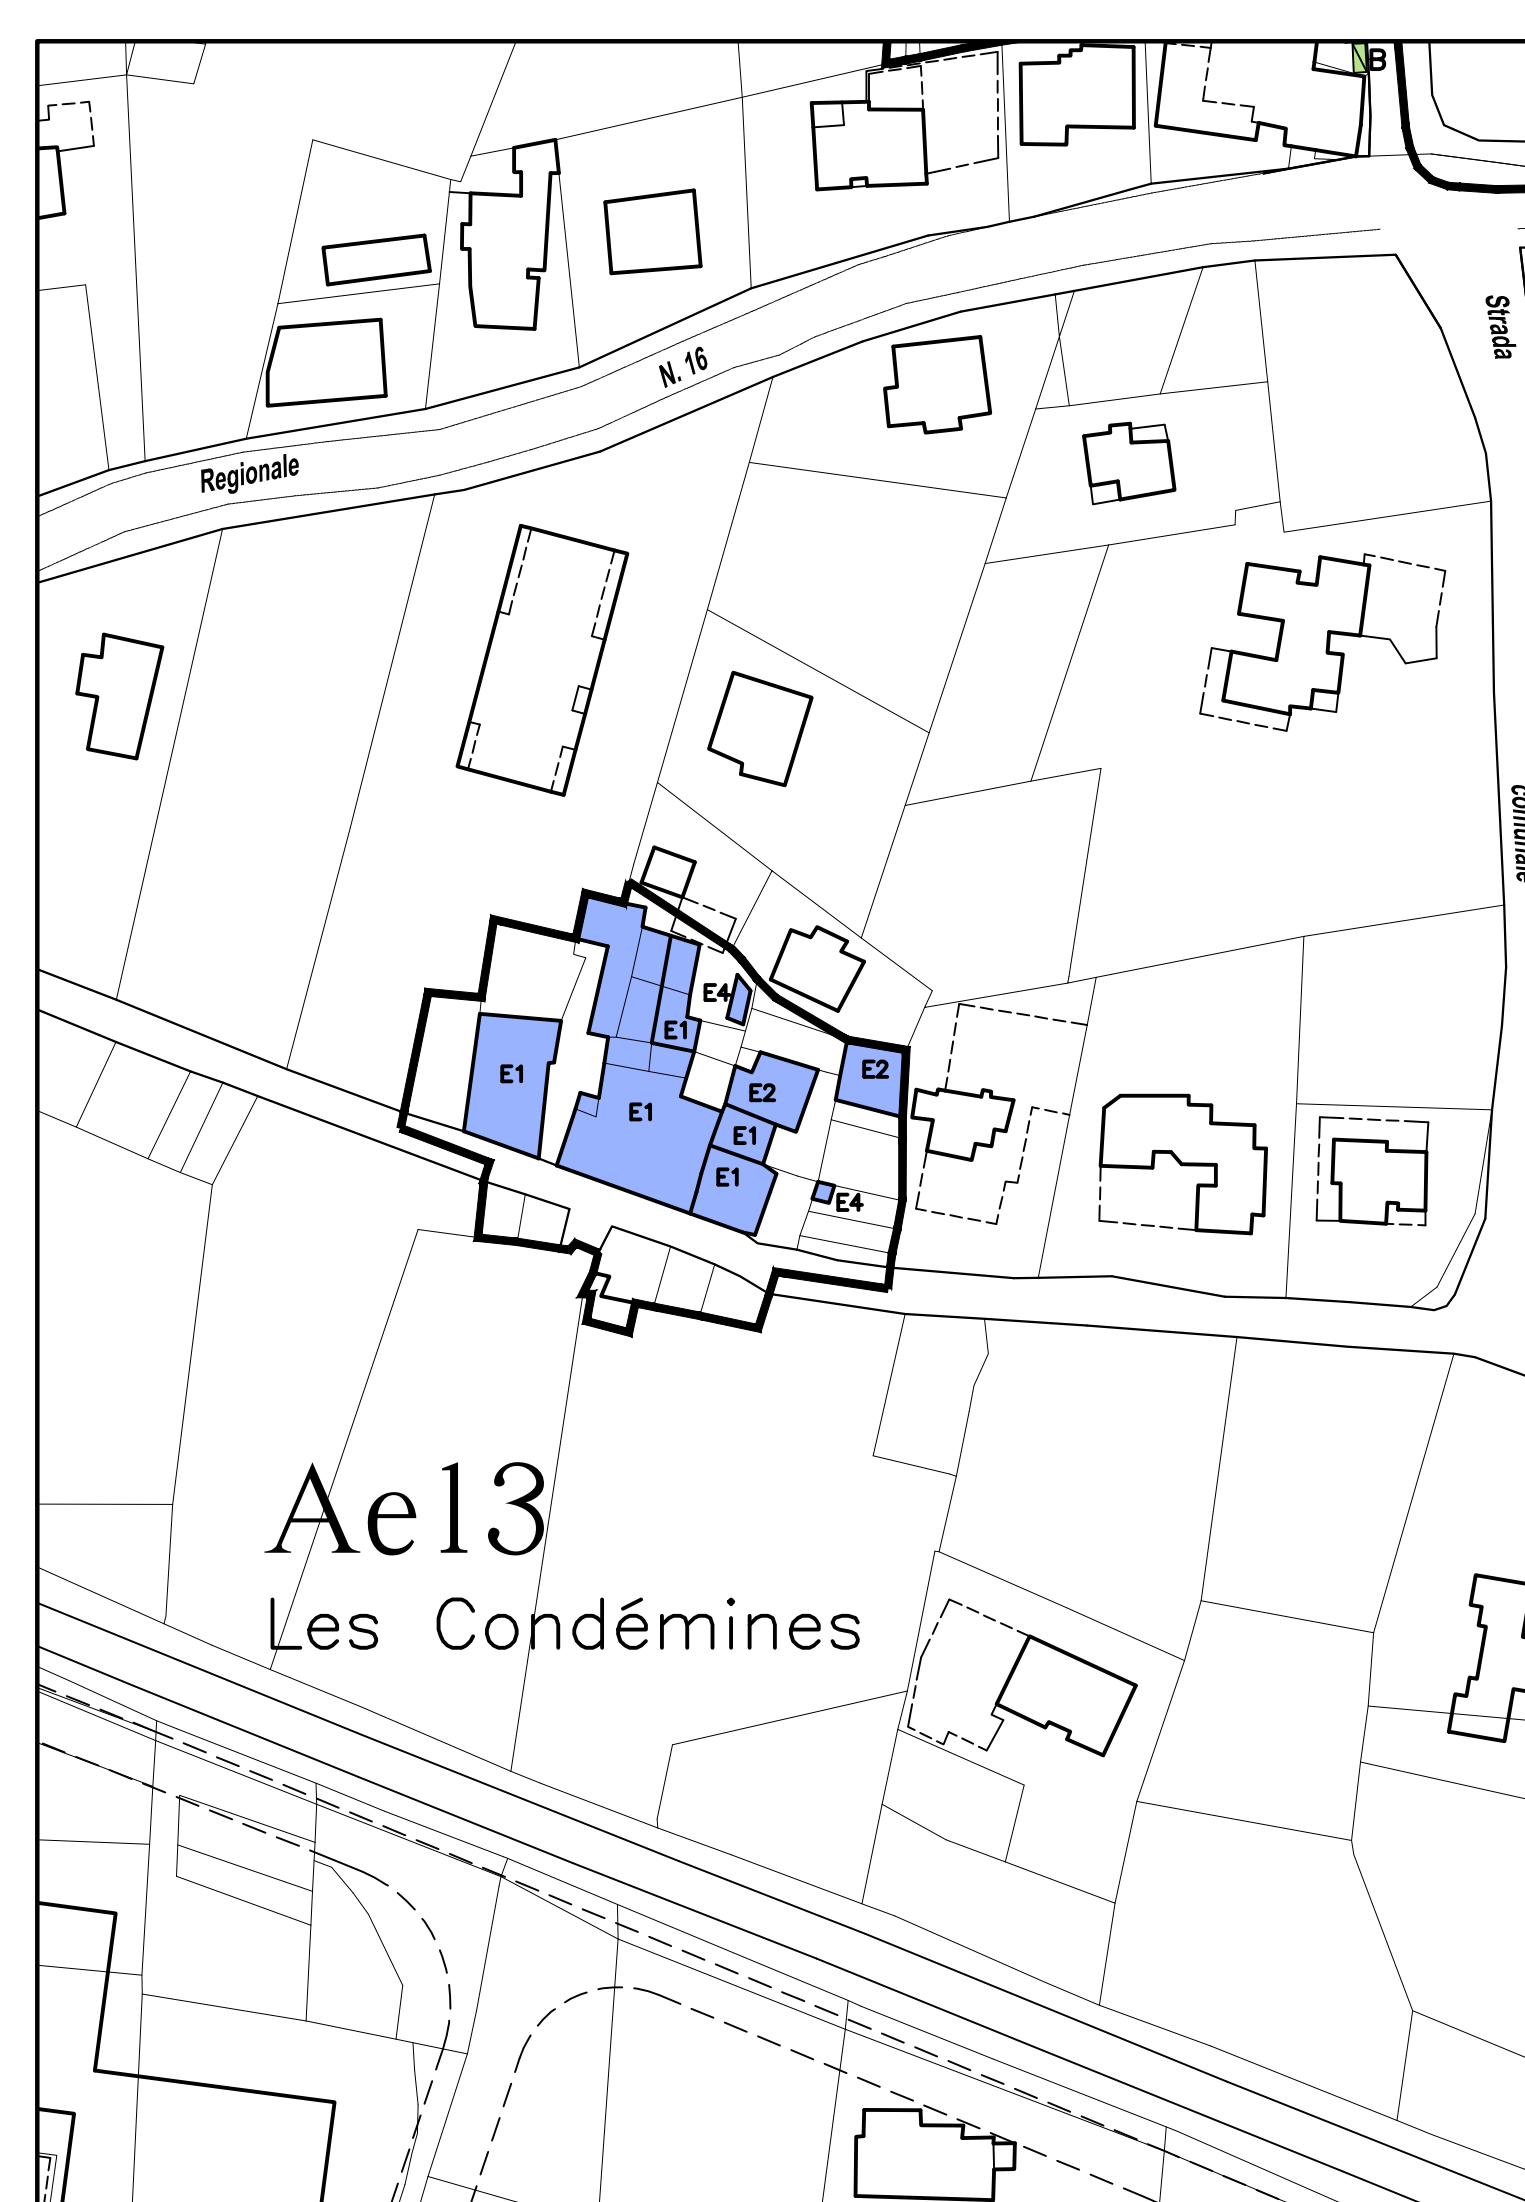 B
Strada
N. 16
Regionale
comunale
E4
E1
E1
E2
E2
E1
E1
E1
E4
Ae13
Les Condémines